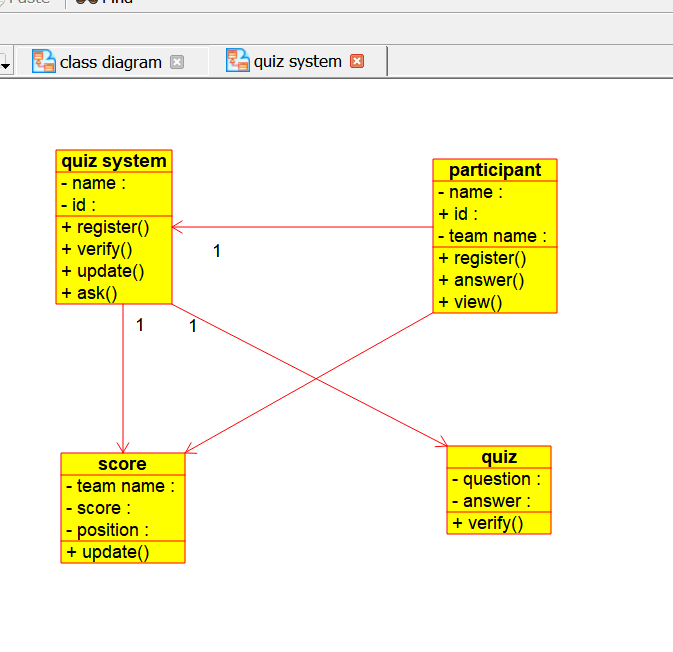 Paste
Find
class diagram
quiz system
quiz system
- name :
- id :
+ register()
+ verify()
+ update()
+ ask()
participant
- name :
+ id :
- team name :
+ register()
+ answer()
+ view()
1
1
1
score
- team name :
- score :
- position :
+ update()
quiz
- question :
- answer :
+ verify()